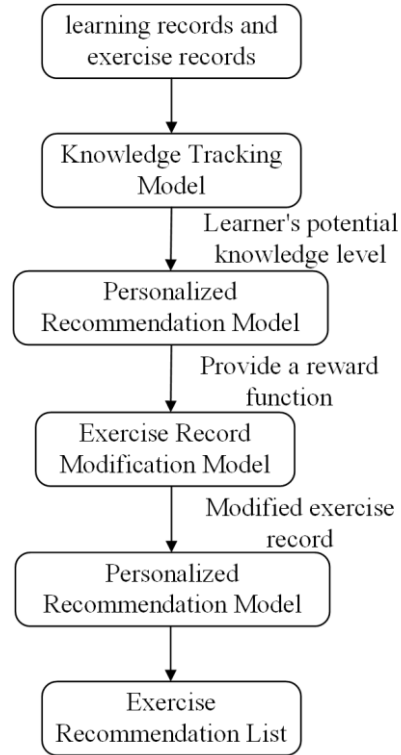 learning records and
exercise records
Knowledge Tracking
Model
Learner's potential
knowledge level
Personalized
Recommendation Model
Provide a reward
function
Exercise Record
Modification Model
Modified exercise
record
Personalized
Recommendation Model
Exercise
Recommendation List